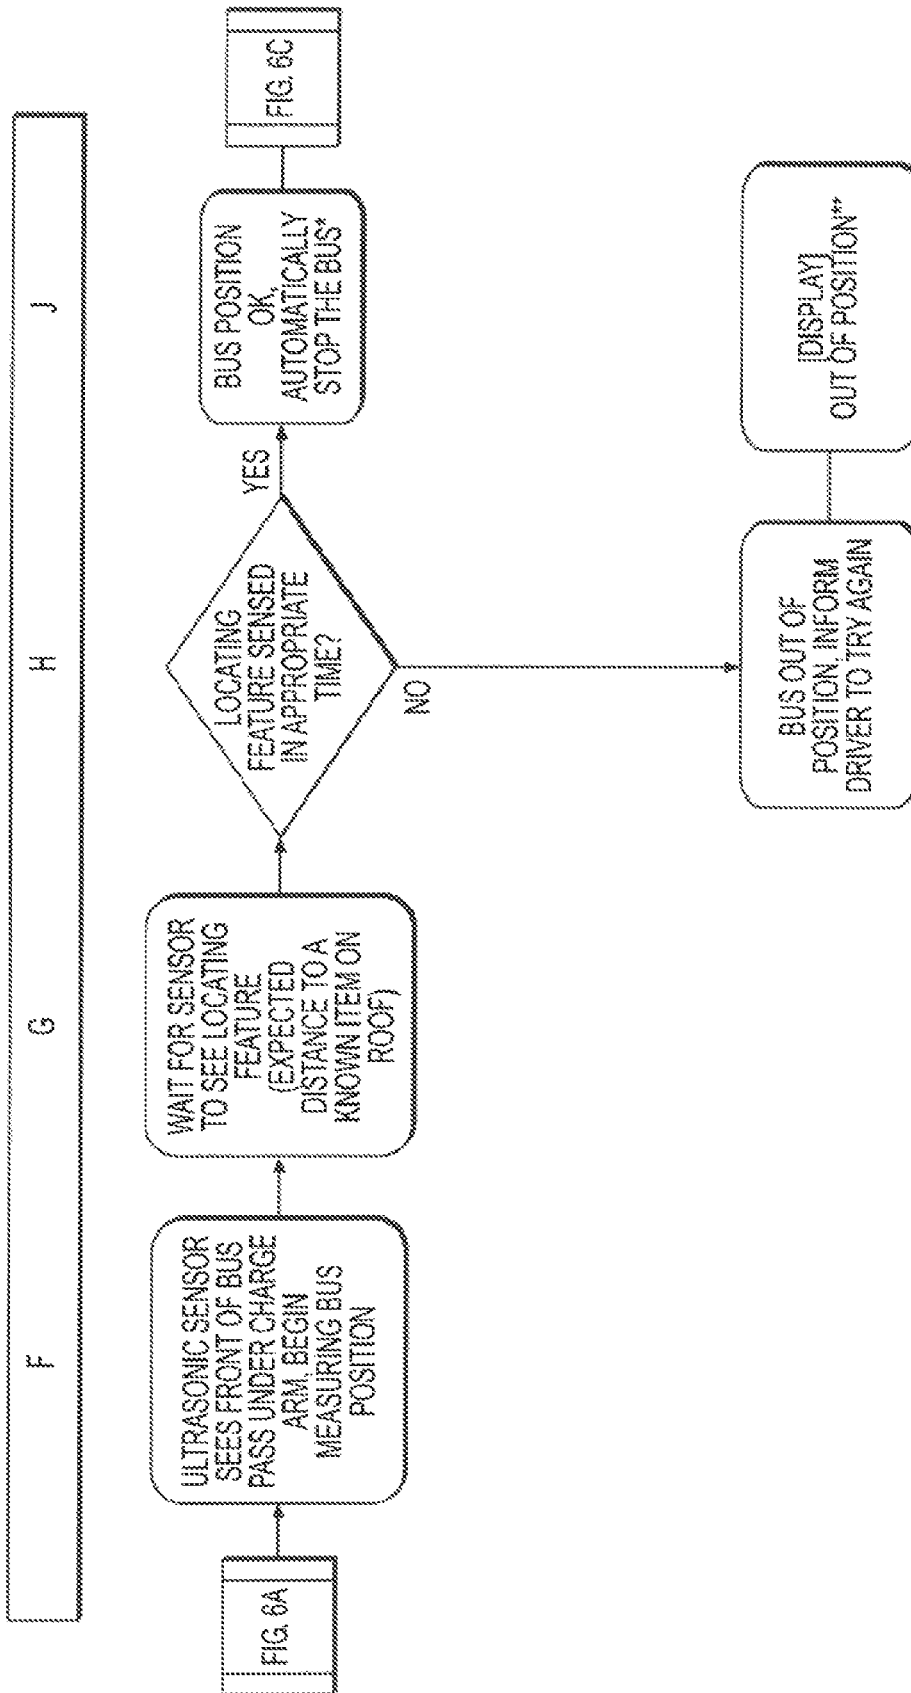 F G H J
FIG. 6A
ULTRASONIC SENSOR
SEES FRONT OF BUS
PASS UNDER CHARGE
ARM, BEGIN
MEASURING BUS
POSITION
WAIT FOR SENSOR
TO SEE LOCATING
FEATURE
(EXPECTED
DISTANCE TO A
KNOWN ITEM ON
ROOF)
LOCATING
FEATURE SENSED
IN APPROPRIATE
TIME?
YES
BUS POSITION
OK,
AUTOMATICALLY
STOP THE BUS*
FIG. 6C
NO
BUS OUT OF
POSITION, INFORM
DRIVER TO TRY AGAIN
[DISPLAY]
OUT OF POSITION**